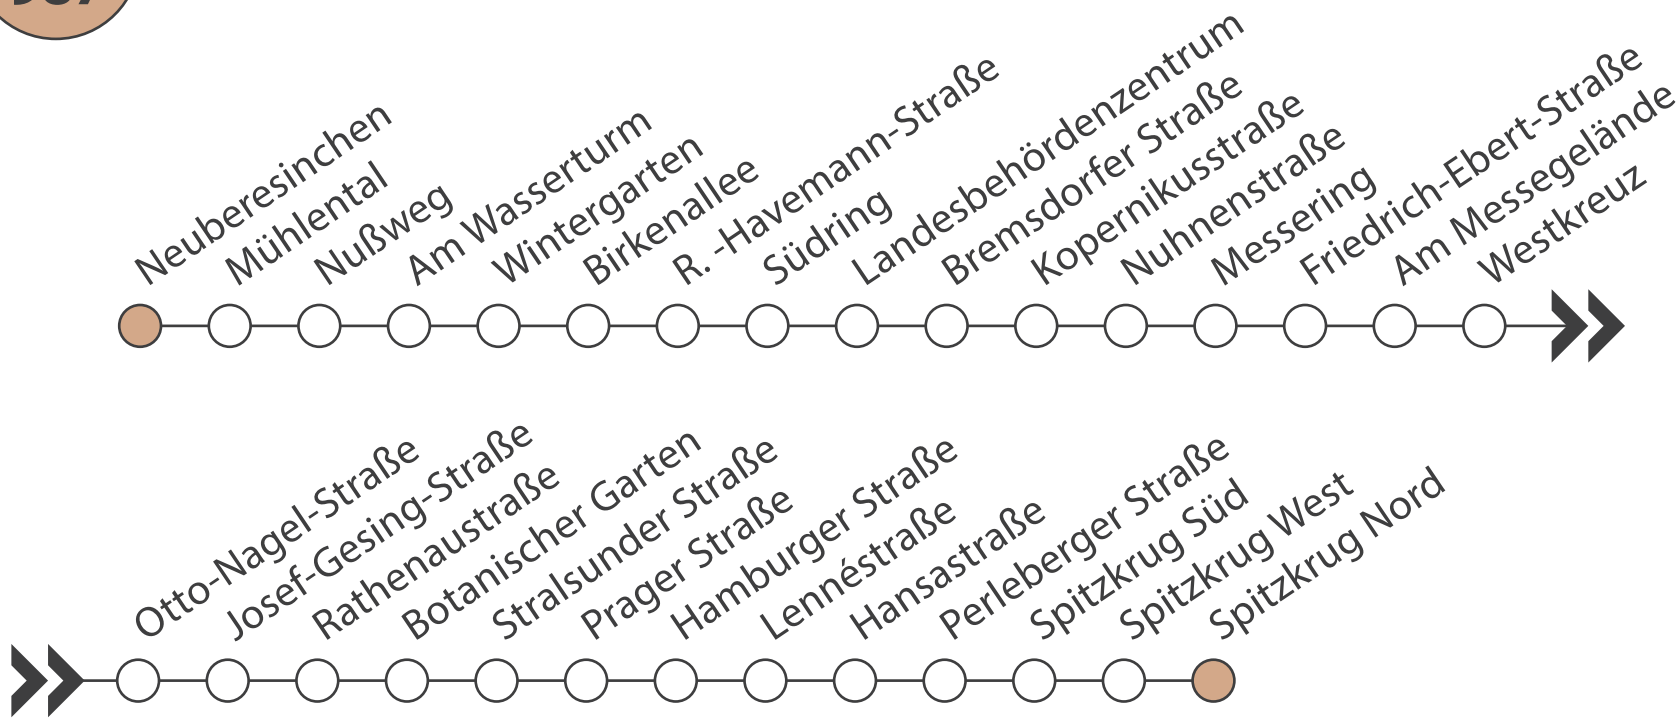 Neuberesinchen
Mühlental
Nußweg
Am Wasserturm
Wintergarten
Birkenallee
R. -Havemann-Straße
Südring
Landesbehördenzentrum
Bremsdorfer Straße
Kopernikusstraße
Nuhnenstraße
Messering
Friedrich-Ebert-Straße
Am Messegelände
Westkreuz
Otto-Nagel-Straße
Josef-Gesing-Straße
Rathenaustraße
Botanischer Garten
Stralsunder Straße
Prager Straße
Hamburger Straße
Lennéstraße
Hansastraße
Perleberger Straße
Spitzkrug Süd
Spitzkrug West
Spitzkrug Nord